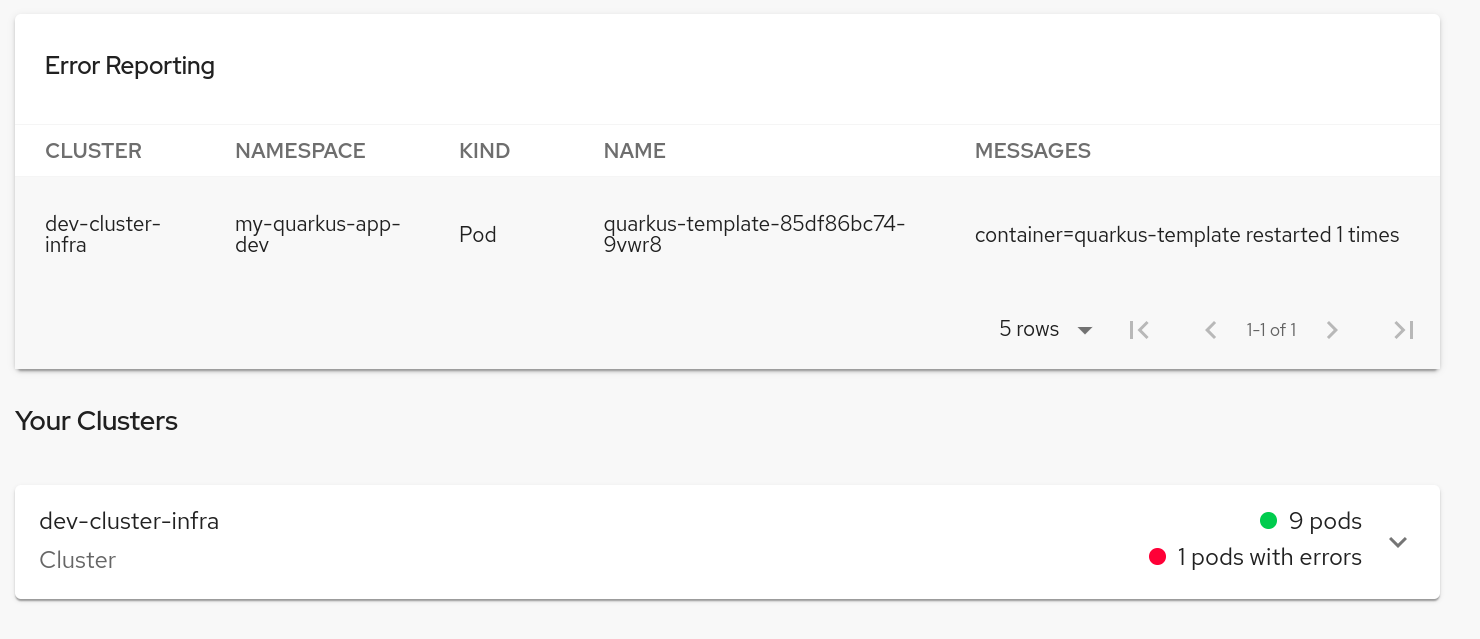 Error Reporting
CLUSTER NAMESPACE KIND NAME MESSAGES
dev-cluster-
infra
my-quarkus-app-
dev
Pod
quarkus-template-85df86bc74-
9vwr8
container=quarkus-template restarted 1 times
5 rows 1-1 of 1
Your Clusters
dev-cluster-infra
Cluster
9 pods
1 pods with errors